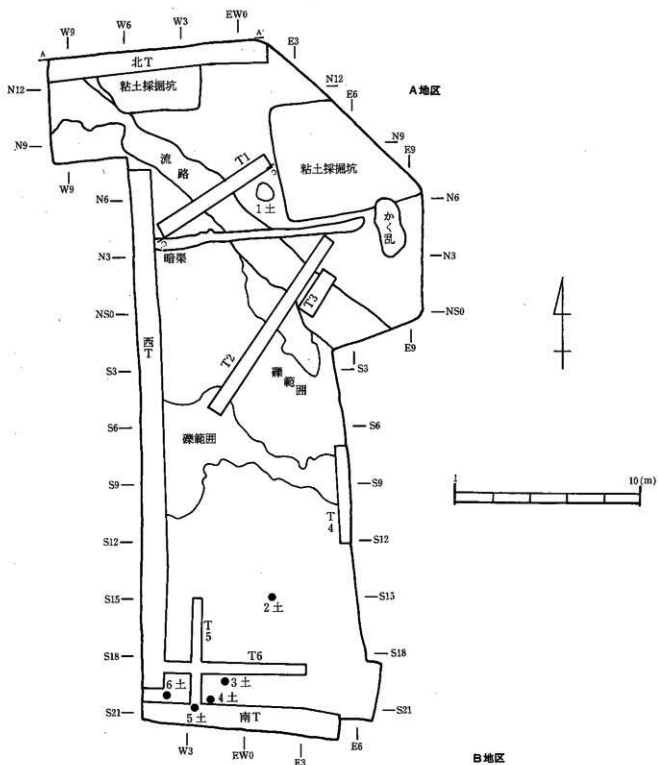 EW0
W3
W6
W9
A
A'
E3
北T
N12
粘土採掘坑
N12
E6
A地区
N9
N9
E9
流路
T1
粘土採掘坑
W9
1土
N6
N6
かく乱
暗渠
N3
N3
T3
NS0
NS0
西T
T2
E9
S3
S3
礫範囲
S6
礫範囲
S6
S9
S9
T4
S12
S12
S15
S15
2土
T5
S18
T6
S18
3土
6土
4土
S21
5土
南T
S21
W3
EW0
E3
E6
B地区
1
10(m)